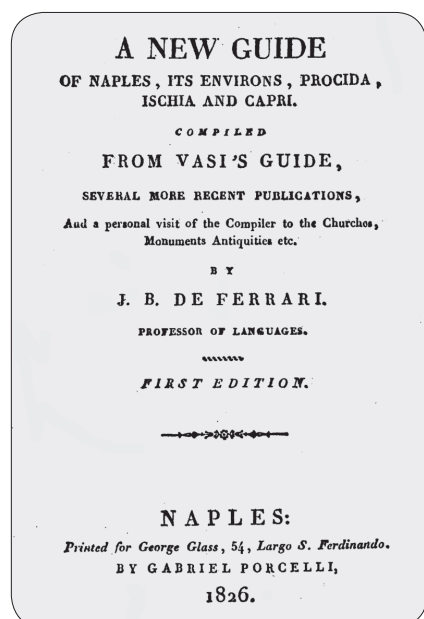 A NEW GUIDE
OF NAPLES, ITS ENVIRONS, PROCIDA,
ISCHIA AND CAPRI.
COMPILED
FROM VASI'S GUIDE,
SEVERAL MORE RECENT PUBLICATIONS,
And a personal visit of the Compiler to the Churches,
Monuments Antiquities etc.
BY
J. B. DE FERRARI.
PROFESSOR OF LANGUAGES.
FIRST EDITION.
NAPLES:
Printed for George Glass, 54, Largo S. Ferdinando.
BY GABRIEL PORCELLI,
1826.